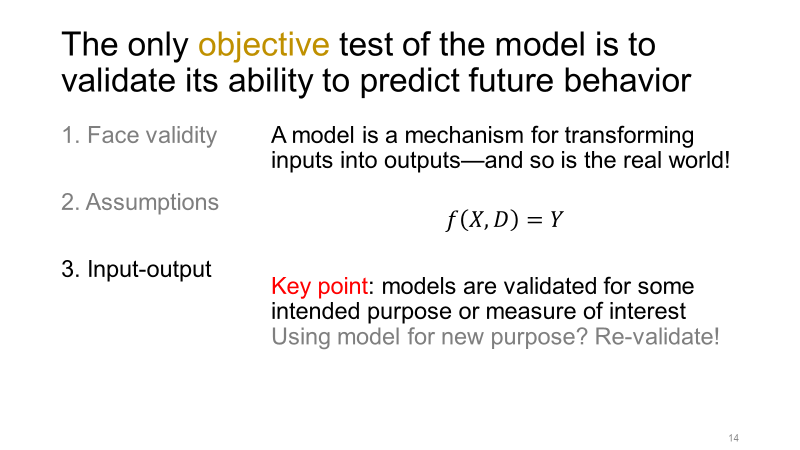 The only objective test of the model is to
validate its ability to predict future behavior
1. Face validity
2. Assumptions
3. Input-output
A model is a mechanism for transforming
inputs into outputs—and so is the real world!
𝑓(𝑋, 𝐷) = 𝑌
Key point: models are validated for some
intended purpose or measure of interest
Using model for new purpose? Re-validate!
14